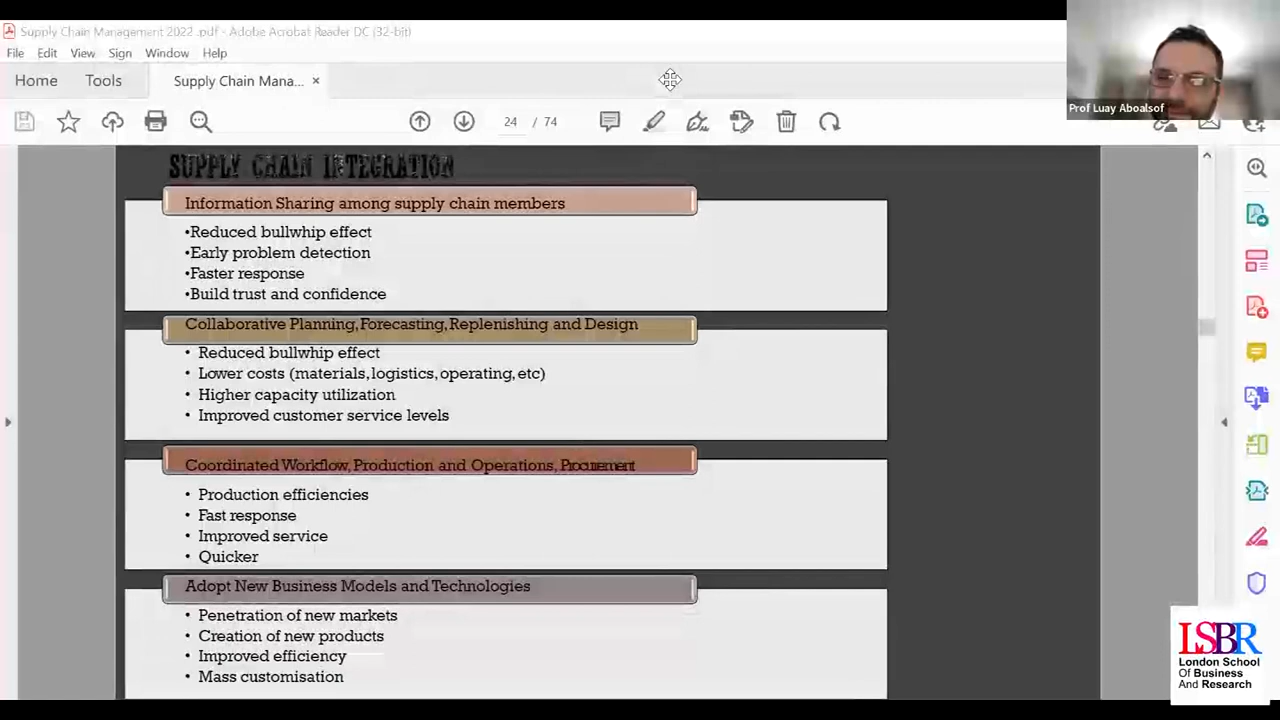 Supply Chain Management 2022 .pdf - Adobe Acrobat Reader DC (32-bit)
File Edit View Sign Window Help
Home Tools Supply Chain Mana... ×
24 / 74
Prof Luay Aboalsof
SUPPLY CHAIN INTEGRATION
Information Sharing among supply chain members
•Reduced bullwhip effect
•Early problem detection
•Faster response
•Build trust and confidence
Collaborative Planning, Forecasting, Replenishing and Design
• Reduced bullwhip effect
• Lower costs (materials, logistics, operating, etc)
• Higher capacity utilization
• Improved customer service levels
Coordinated Workflow, Production and Operations, Procurement
• Production efficiencies
• Fast response
• Improved service
• Quicker
Adopt New Business Models and Technologies
• Penetration of new markets
• Creation of new products
• Improved efficiency
• Mass customisation
LSBR
London School
Of Business
And Research